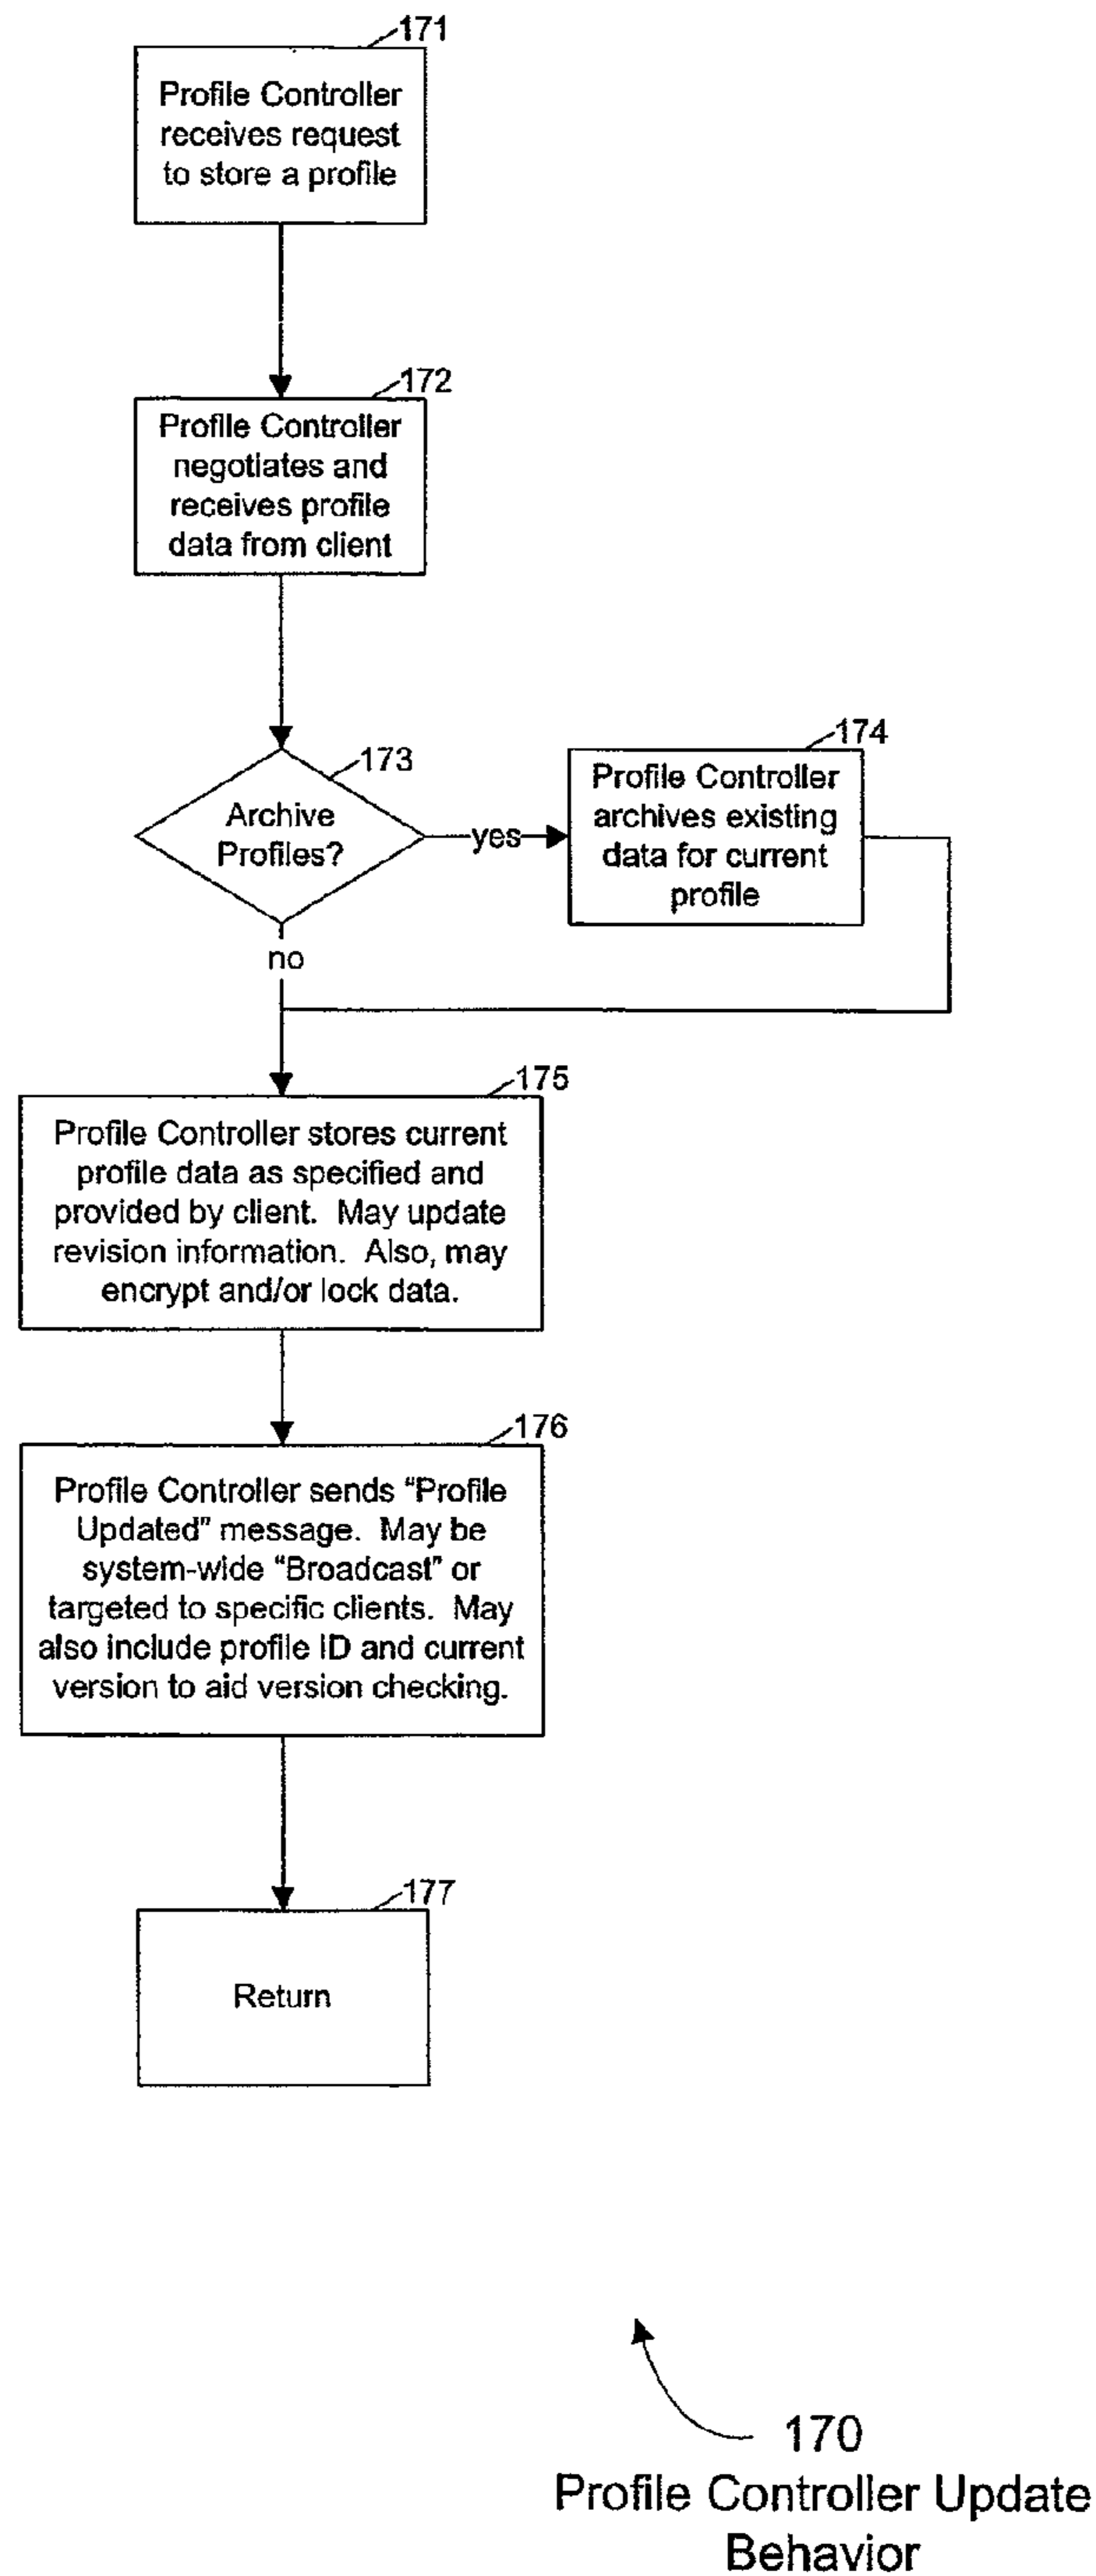 171
Profile Controller
receives request
to store a profile
172
Profile Controller
negotiates and
receives profile
data from client
173
Archive
Profiles?
yes
174
Profile Controller
archives existing
data for current
profile
no
175
Profile Controller stores current
profile data as specified and
provided by client. May update
revision information. Also, may
encrypt and/or lock data.
176
Profile Controller sends “Profile
Updated” message. May be
system-wide “Broadcast” or
targeted to specific clients. May
also include profile ID and current
version to aid version checking.
177
Return
170
Profile Controller Update
Behavior